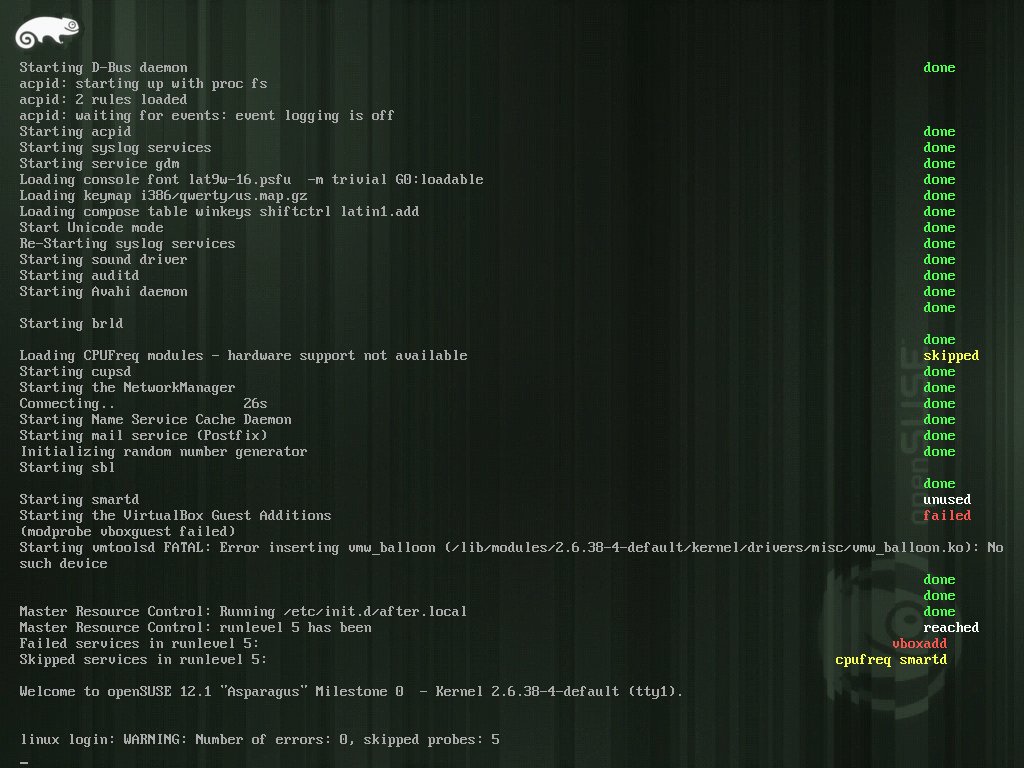 Starting D-Bus daemon done
acpid: starting up with proc fs
acpid: 2 rules loaded
acpid: waiting for events: event logging is off
Starting acpid done
Starting syslog services done
Starting service gdm done
Loading console font lat9w-16.psfu  -m trivial G0:loadable done
Loading keymap i386/qwerty/us.map.gz done
Loading compose table winkeys shiftctrl latin1.add done
Start Unicode mode done
Re-Starting syslog services done
Starting sound driver done
Starting auditd done
Starting Avahi daemon done
done
Starting brld
done
Loading CPUFreq modules - hardware support not available skipped
Starting cupsd done
Starting the NetworkManager done
Connecting.. 26s done
Starting Name Service Cache Daemon done
Starting mail service (Postfix) done
Initializing random number generator done
Starting sbl
done
Starting smartd unused
Starting the VirtualBox Guest Additions failed
(modprobe vboxguest failed)
Starting vmtoolsd FATAL: Error inserting vmw_balloon (/lib/modules/2.6.38-4-default/kernel/drivers/misc/vmw_balloon.ko): No
such device
done
done
Master Resource Control: Running /etc/init.d/after.local done
Master Resource Control: runlevel 5 has been reached
Failed services in runlevel 5: vboxadd
Skipped services in runlevel 5: cpufreq smartd
Welcome to openSUSE 12.1 "Asparagus" Milestone 0  - Kernel 2.6.38-4-default (tty1).
linux login: WARNING: Number of errors: 0, skipped probes: 5
_
openSUSE